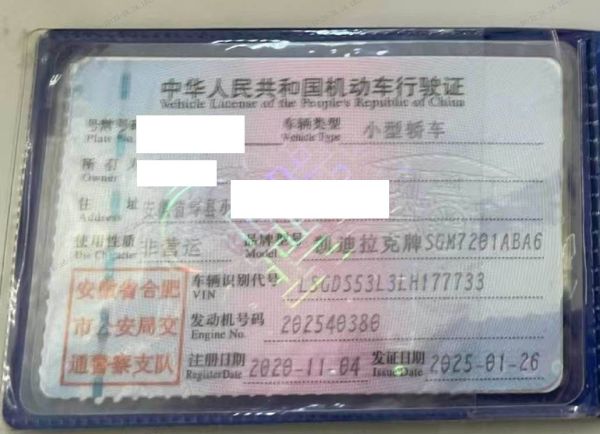 中华人民共和国机动车行驶证
Vehicle License of the People's Republic of China
号牌号码 车辆类型 小型轿车
Plate No. Vehicle Type
所有人
Owner
住 址 安徽省 县
Address
使用性质 非营运 品牌型号 凯迪拉克牌SGM7201ABA6
Use Character Model
安徽省合肥 车辆识别代号 LSGDS53L3LH177733
VIN
市公安局交 发动机号码 202540380
Engine No.
通警察支队 注册日期 2020-11-04 发证日期 2025-01-26
Register Date Issue Date